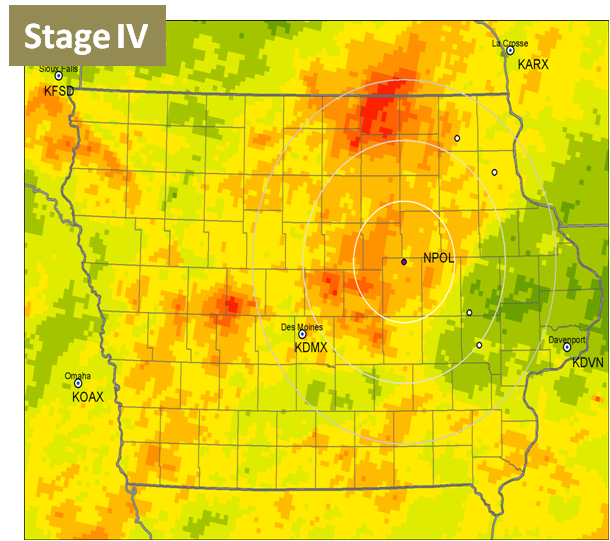 Stage IV
La Crosse
KARX
Sioux Falls
KFSD
NPOL
Des Moines
KDMX
Davenport
KDVN
Omaha
KOAX